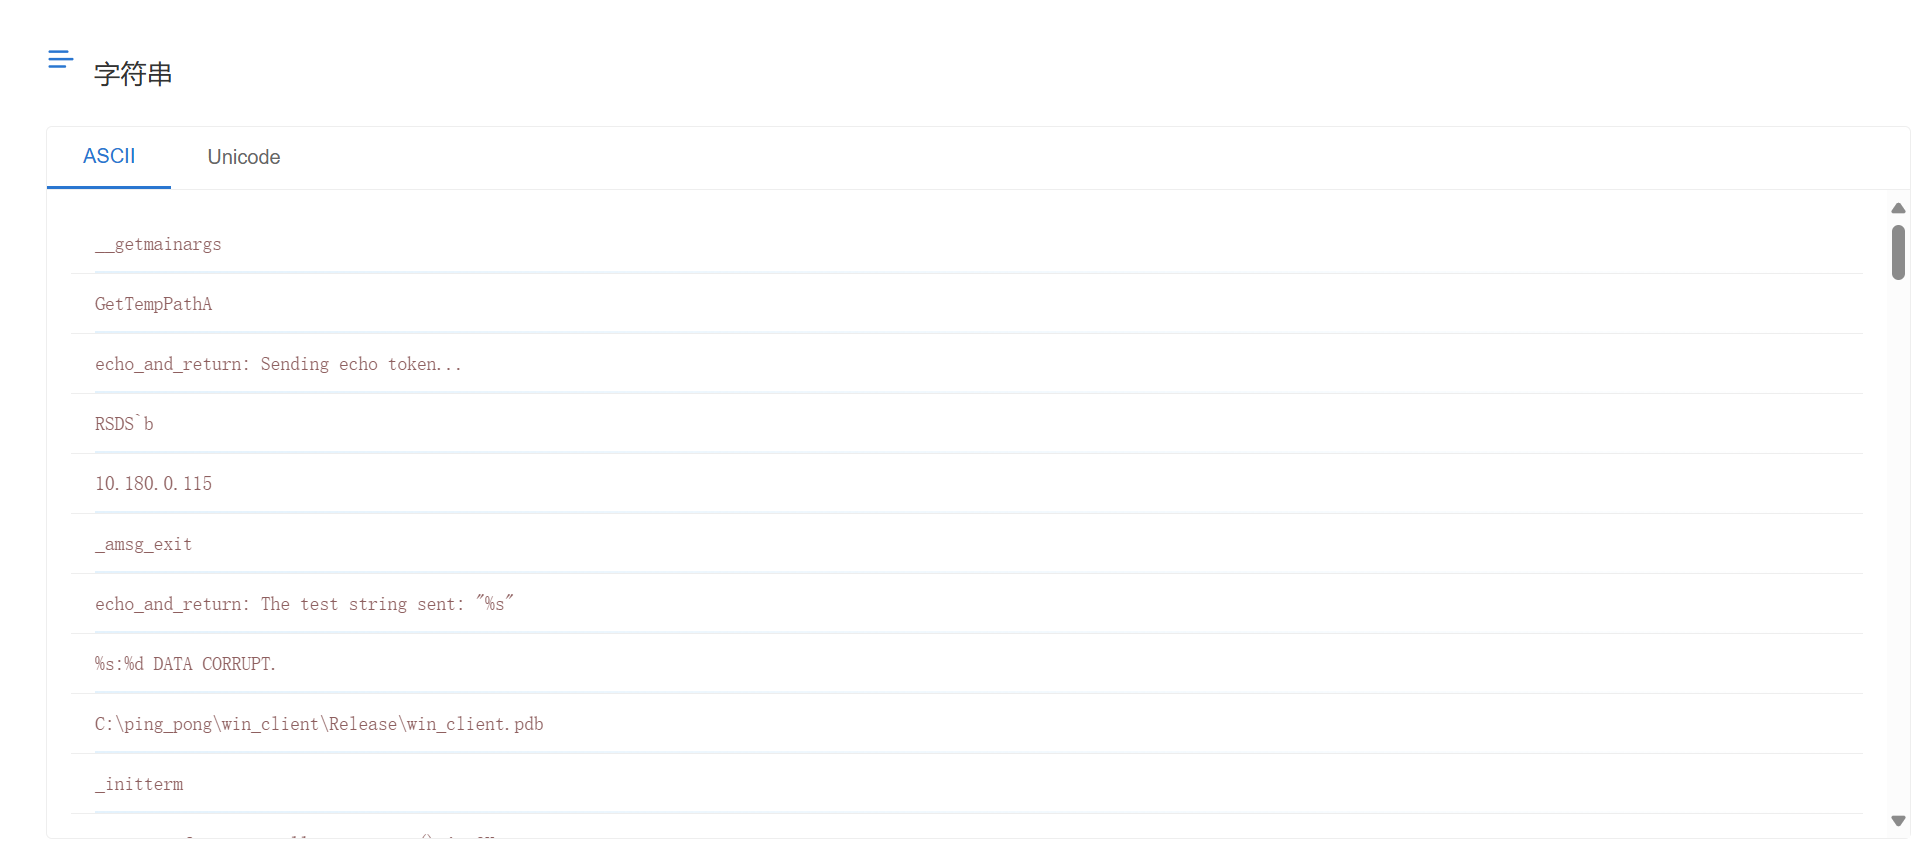 字符串
ASCII Unicode
__getmainargs
GetTempPathA
echo_and_return: Sending echo token...
RSDS`b
10.180.0.115
_amsg_exit
echo_and_return: The test string sent: "%s"
%s:%d DATA CORRUPT.
C:\ping_pong\win_client\Release\win_client.pdb
_initterm